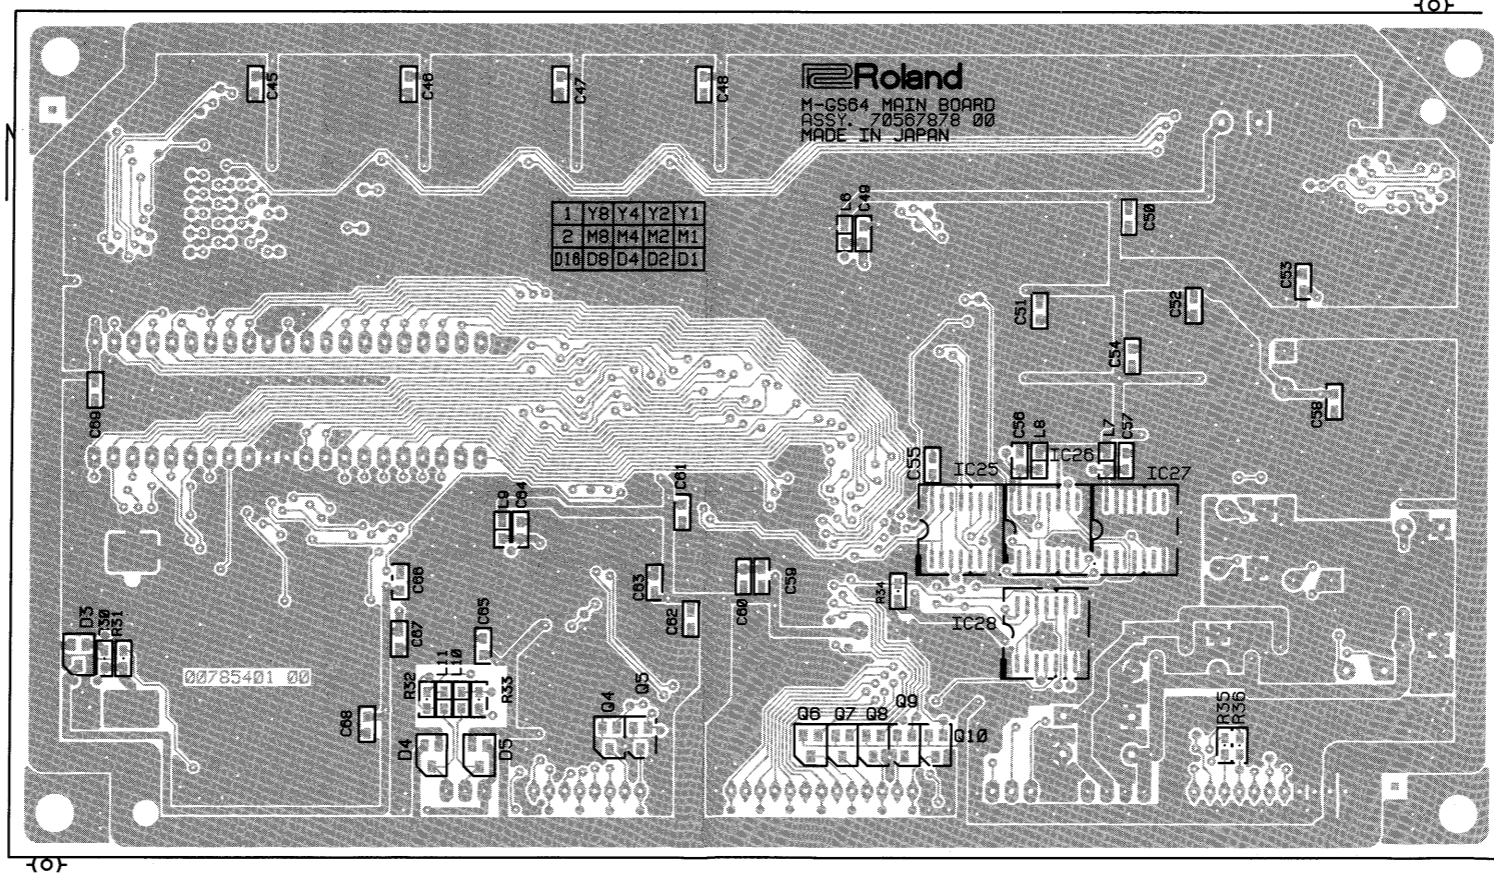 C45
C46
C47
C48
Roland
M-GS64 MAIN BOARD
ASSY. 70567878 00
MADE IN JAPAN
1 Y8 Y4 Y2 Y1
2 M8 M4 M2 M1
D16 D8 D4 D2 D1
L6
C49
C50
C51
C52
C53
C54
C69
C58
C55
IC25
C56
L8
IC26
L7
C57
IC27
L9
C64
C61
C66
C67
C65
C63
C62
C60
C59
R34
IC28
D3
R30
R31
00785401 00
C68
R32
L11
L10
R33
D4
D5
Q4
Q5
Q6
Q7
Q8
Q9
Q10
R35
R36